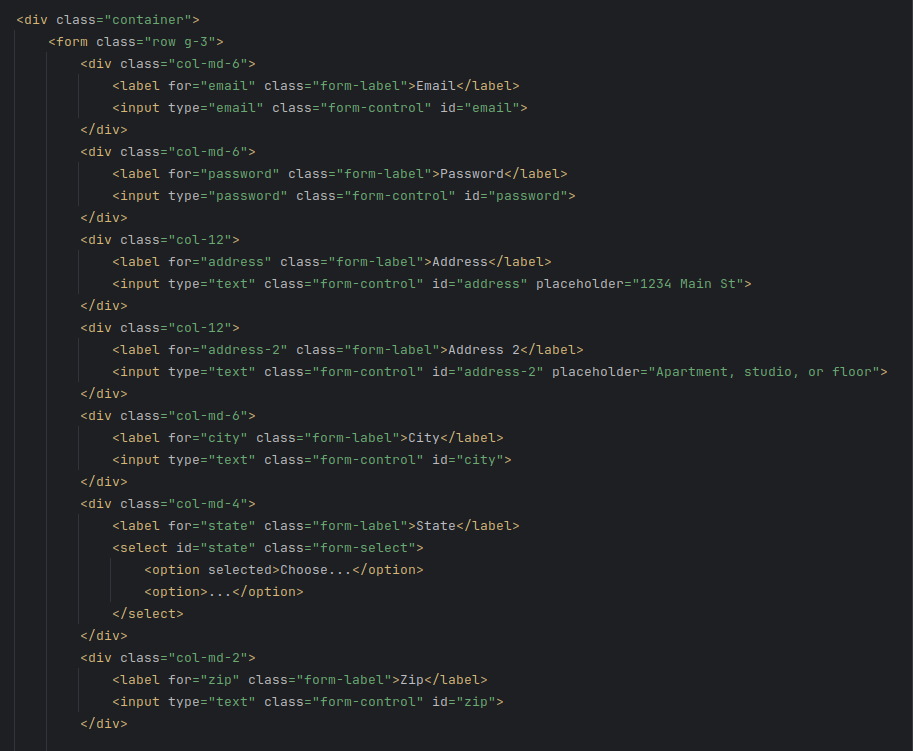 <div class="container">
<form class="row g-3">
<div class="col-md-6">
<label for="email" class="form-label">Email</label>
<input type="email" class="form-control" id="email">
</div>
<div class="col-md-6">
<label for="password" class="form-label">Password</label>
<input type="password" class="form-control" id="password">
</div>
<div class="col-12">
<label for="address" class="form-label">Address</label>
<input type="text" class="form-control" id="address" placeholder="1234 Main St">
</div>
<div class="col-12">
<label for="address-2" class="form-label">Address 2</label>
<input type="text" class="form-control" id="address-2" placeholder="Apartment, studio, or floor">
</div>
<div class="col-md-6">
<label for="city" class="form-label">City</label>
<input type="text" class="form-control" id="city">
</div>
<div class="col-md-4">
<label for="state" class="form-label">State</label>
<select id="state" class="form-select">
<option selected>Choose...</option>
<option>...</option>
</select>
</div>
<div class="col-md-2">
<label for="zip" class="form-label">Zip</label>
<input type="text" class="form-control" id="zip">
</div>